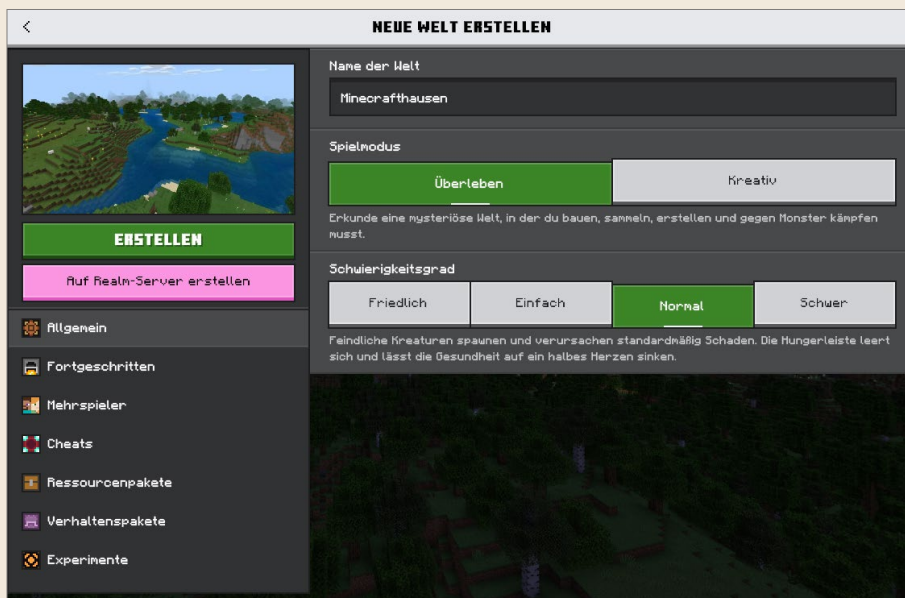 NEUE WELT ERSTELLEN
ERSTELLEN
Auf Realm-Server erstellen
Allgemein
Fortgeschritten
Mehrspieler
Cheats
Ressourcenpakete
Verhaltenspakete
Experimente
Name der Welt
Minecrafthausen
Spielmodus
Überleben
Kreativ
Erkunde eine mysteriöse Welt, in der du bauen, sammeln, erstellen und gegen Monster kämpfen
musst.
Schwierigkeitsgrad
Friedlich
Einfach
Normal
Schwer
Feindliche Kreaturen spawnen und verursachen standardmäßig Schaden. Die Hungerleiste leert
sich und lässt die Gesundheit auf ein halbes Herzen sinken.